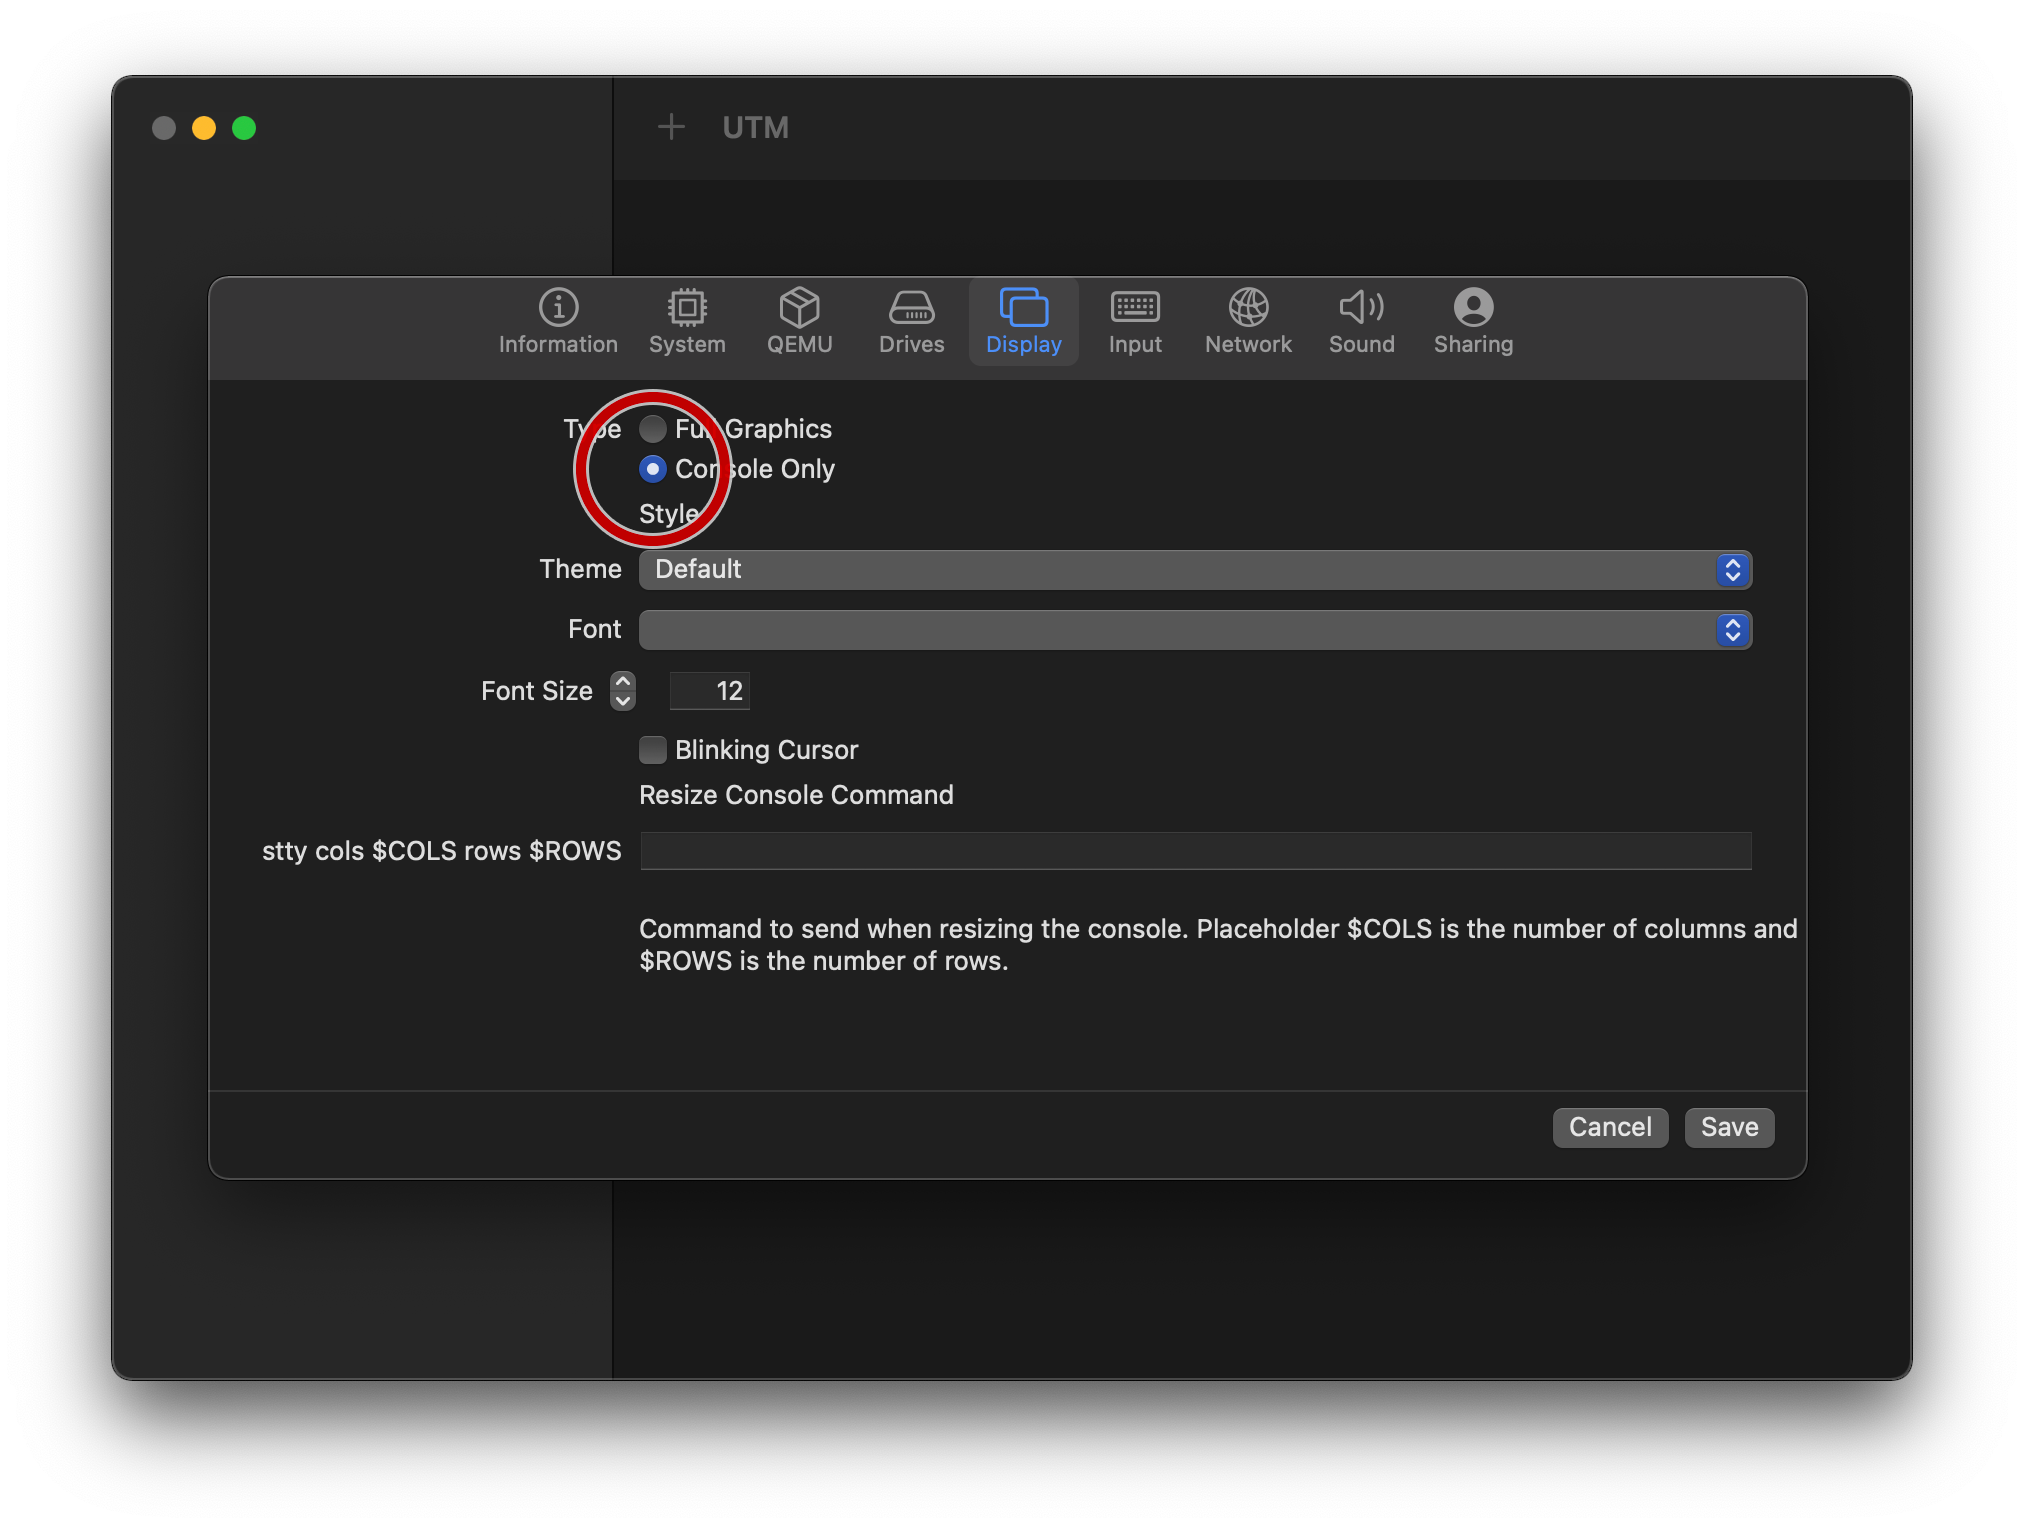 UTM
Information System QEMU Drives Display Input Network Sound Sharing
Type Full Graphics
Console Only
Style
Theme Default
Font
Font Size 12
Blinking Cursor
Resize Console Command
stty cols $COLS rows $ROWS
Command to send when resizing the console. Placeholder $COLS is the number of columns and
$ROWS is the number of rows.
Cancel Save